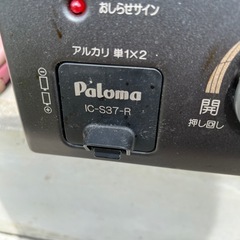 おしらせサイン
アルカリ 単1×2
Paloma
IC-S37-R
開
押し回し